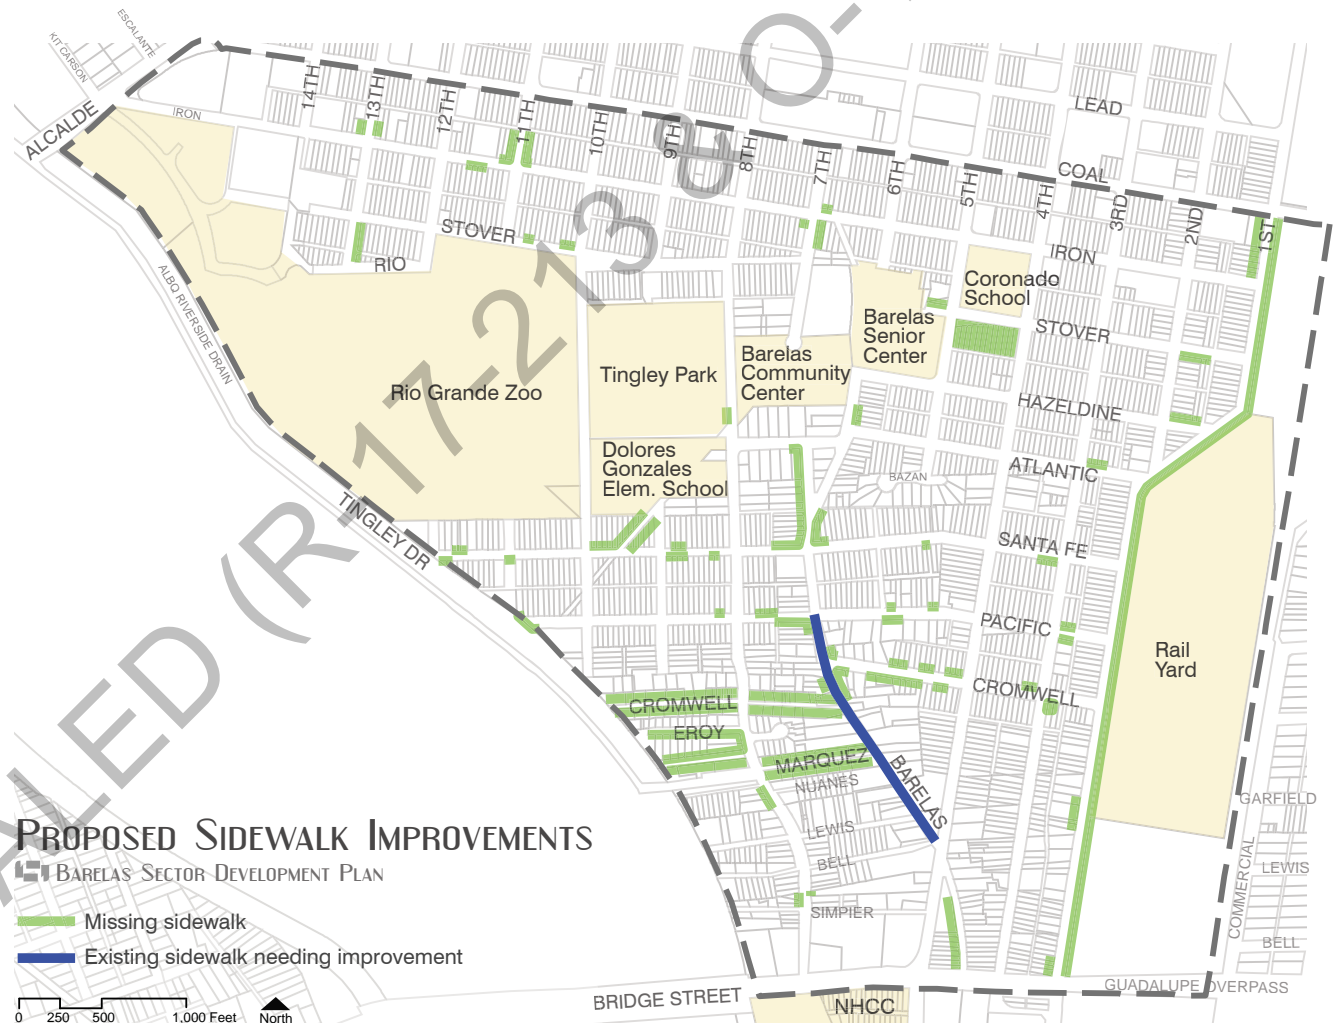 ESCALANTE
KIT CARSON
ALCALDE
IRON
14TH
13TH
12TH
11TH
10TH
9TH
8TH
7TH
6TH
5TH
4TH
3RD
2ND
1ST
LEAD
COAL
IRON
STOVER
RIO
ALBQ RIVERSIDE DRAIN
Coronado
School
STOVER
Barelas
Senior
Center
Barelas
Community
Center
Tingley Park
Rio Grande Zoo
HAZELDINE
Dolores
Gonzales
Elem. School
ATLANTIC
BAZAN
TINGLEY DR
SANTA FE
PACIFIC
Rail
Yard
CROMWELL
CROMWELL
EROY
MARQUEZ
NUANES
BARELAS
LEWIS
BELL
SIMPIER
GARFIELD
LEWIS
COMMERCIAL
BELL
GUADALUPE OVERPASS
BRIDGE STREET
NHCC
PROPOSED SIDEWALK IMPROVEMENTS
BARELAS SECTOR DEVELOPMENT PLAN
Missing sidewalk
Existing sidewalk needing improvement
0 250 500 1,000 Feet
North
ALED (R-17-213 & O-